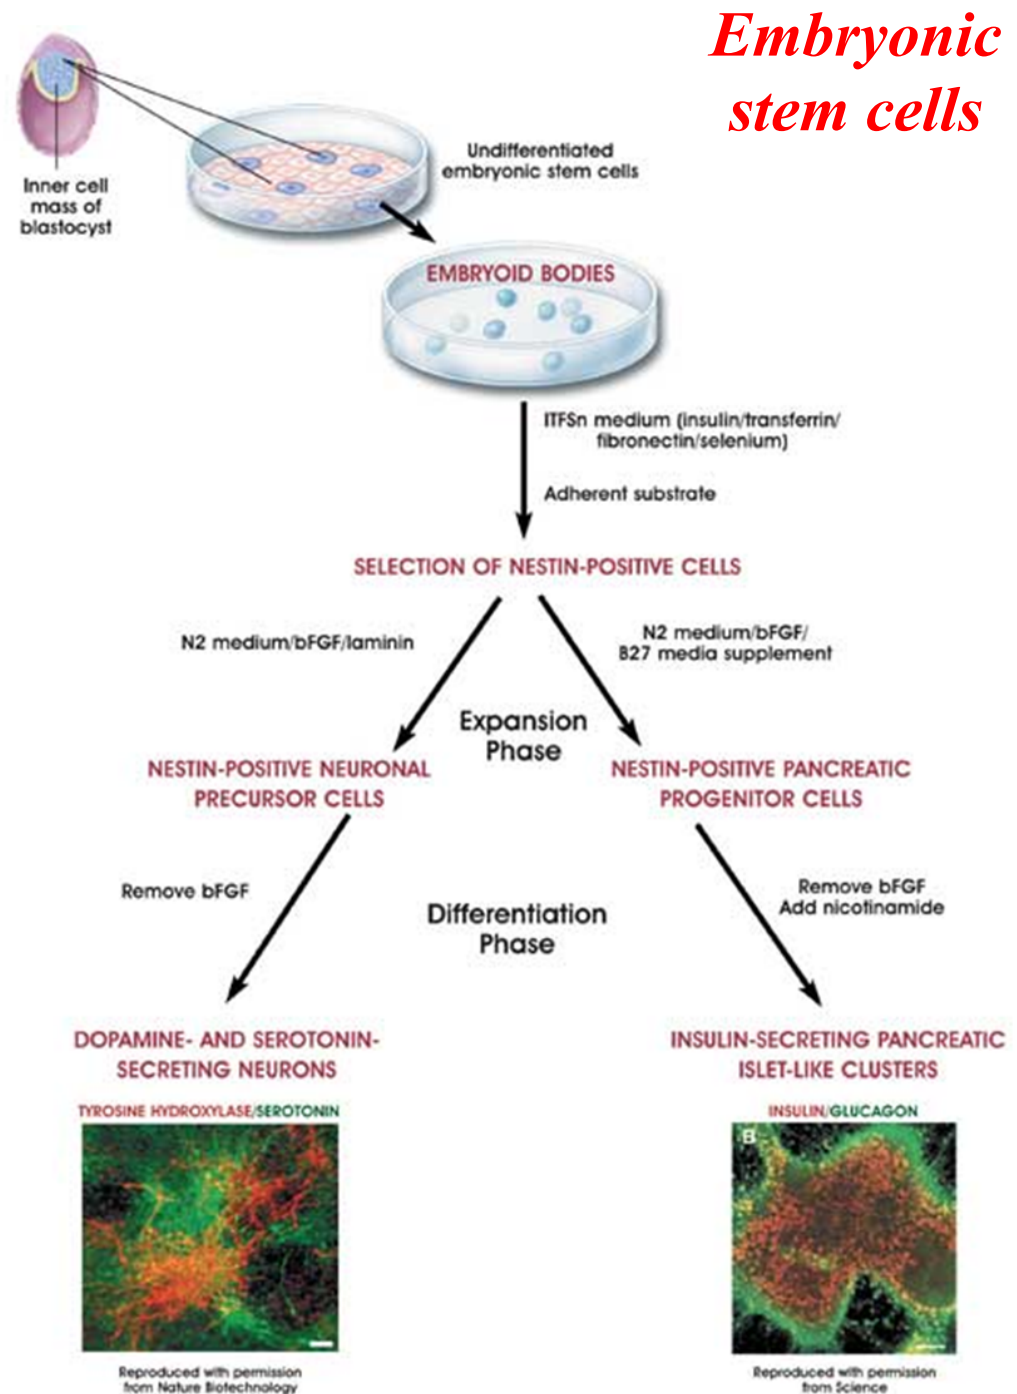 Embryonic
stem cells
Undifferentiated
embryonic stem cells
Inner cell
mass of
blastocyst
EMBRYOID BODIES
ITFSn medium (insulin/transferrin/
fibronectin/selenium)
Adherent substrate
SELECTION OF NESTIN-POSITIVE CELLS
N2 medium/bFGF/laminin
N2 medium/bFGF/
B27 media supplement
Expansion
Phase
NESTIN-POSITIVE NEURONAL
PRECURSOR CELLS
NESTIN-POSITIVE PANCREATIC
PROGENITOR CELLS
Remove bFGF
Remove bFGF
Add nicotinamide
Differentiation
Phase
DOPAMINE- AND SEROTONIN-
SECRETING NEURONS
INSULIN-SECRETING PANCREATIC
ISLET-LIKE CLUSTERS
TYROSINE HYDROXYLASE/SEROTONIN
INSULIN/GLUCAGON
B
Reproduced with permission
from Nature Biotechnology
Reproduced with permission
from Science